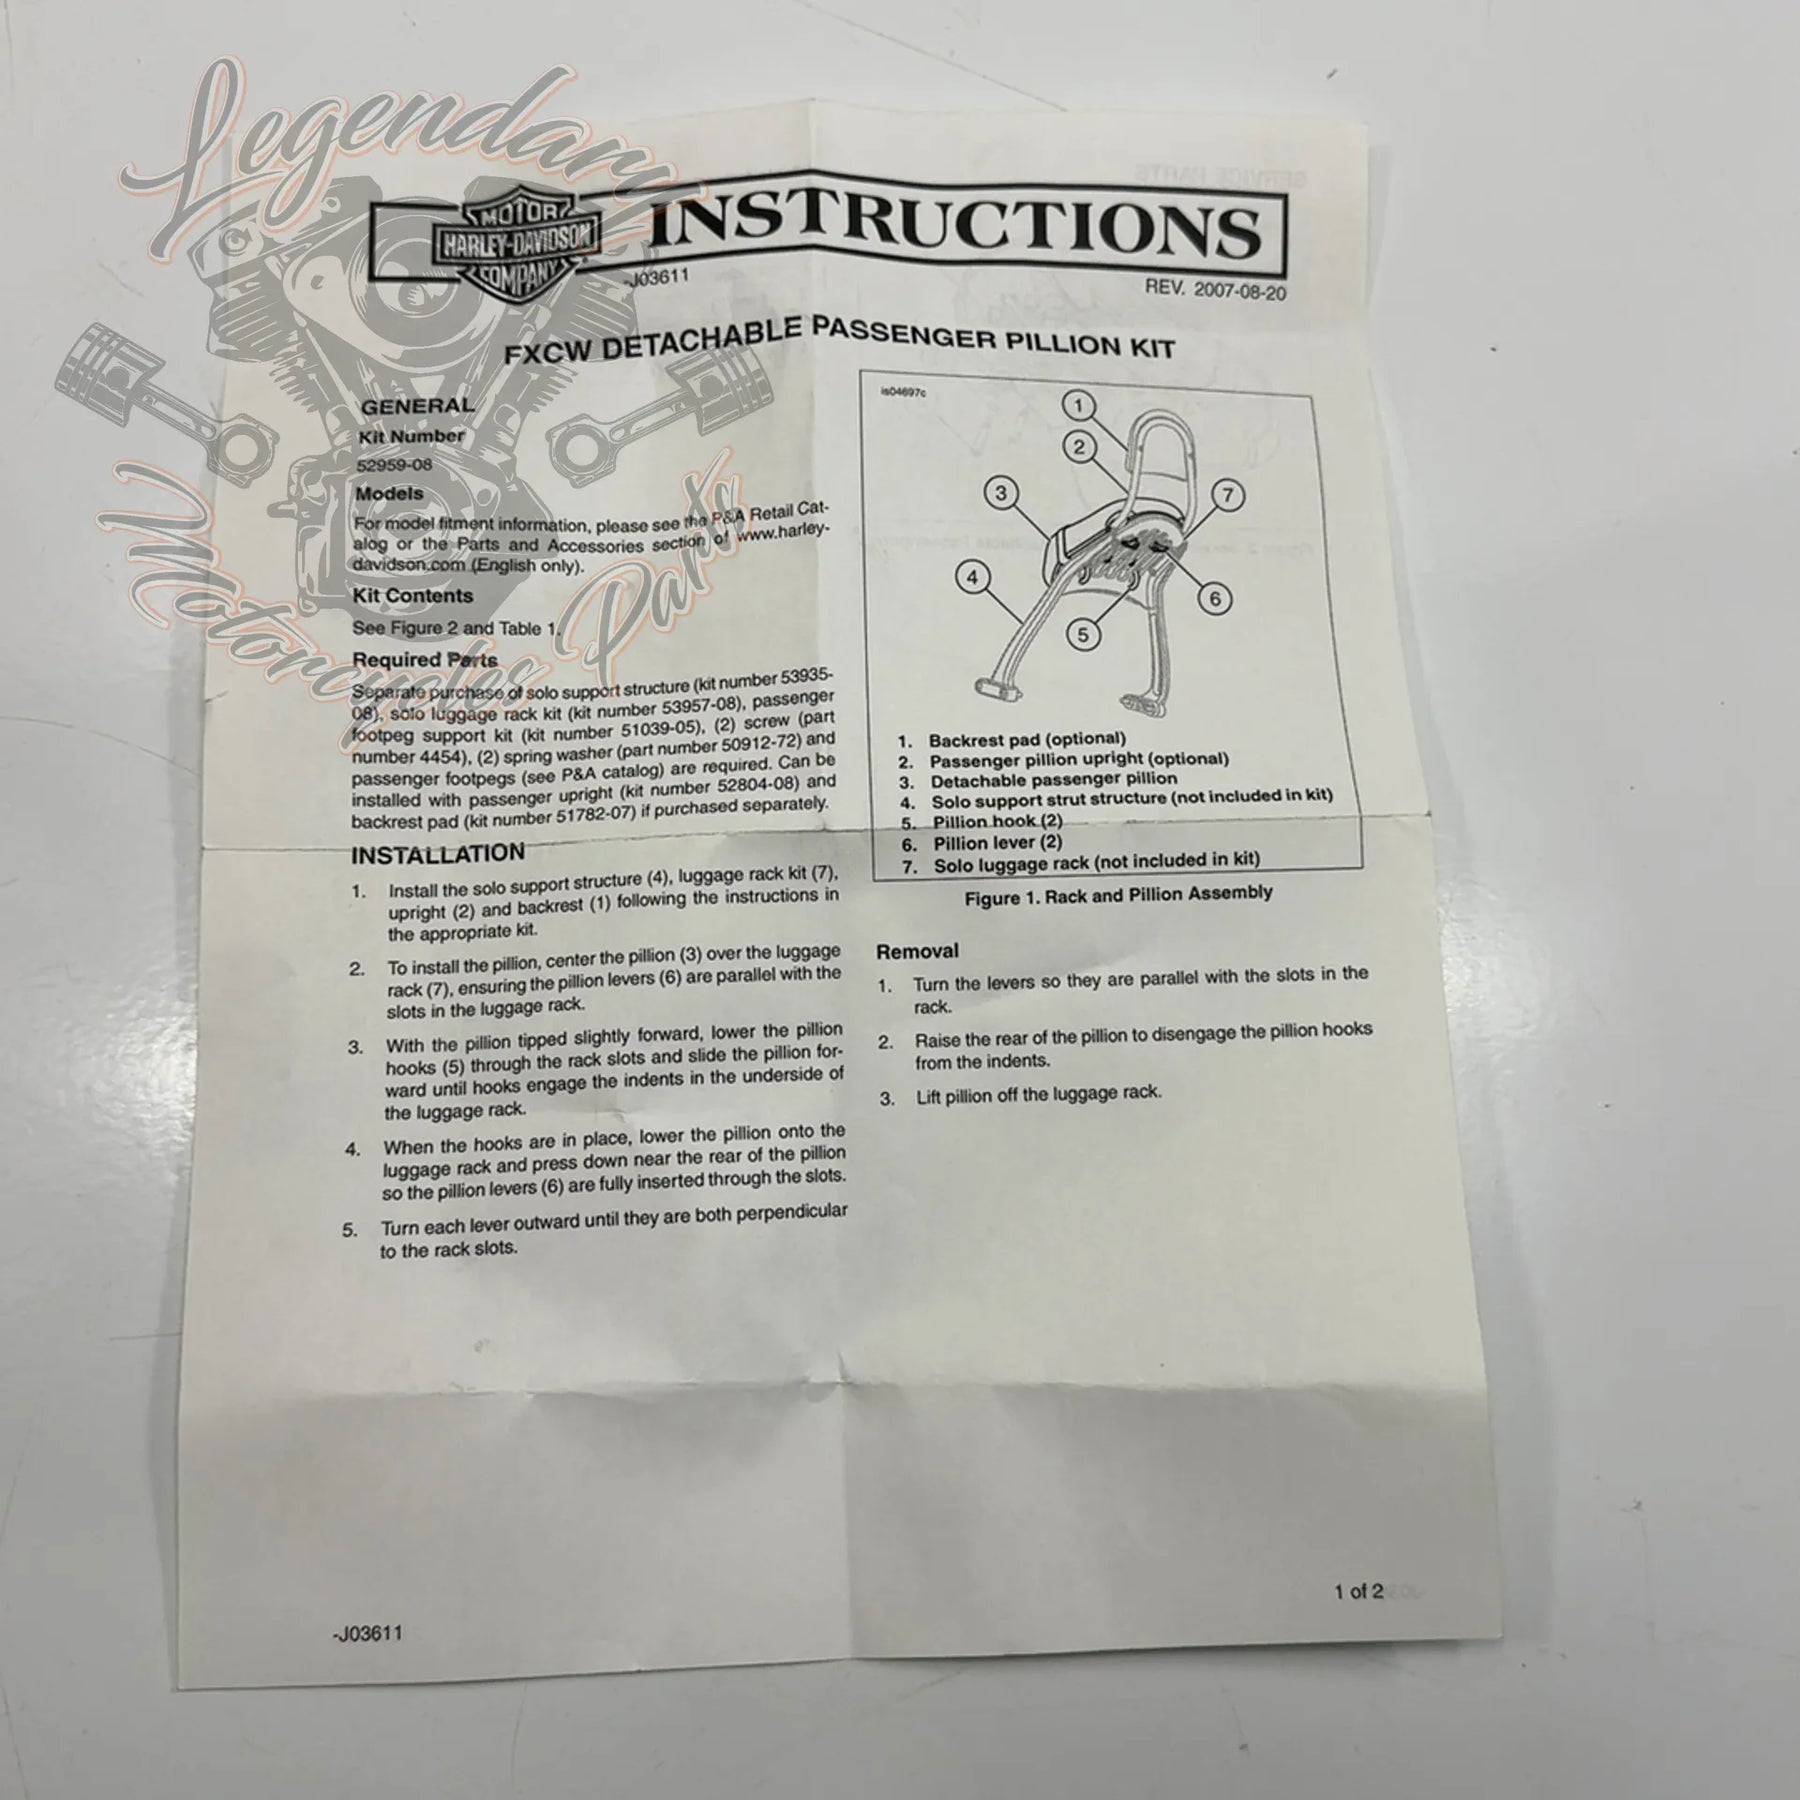 Legendary
Motorcycles Parts
MOTOR
HARLEY-DAVIDSON
COMPANY
INSTRUCTIONS
-J03611
REV. 2007-08-20
FXCW DETACHABLE PASSENGER PILLION KIT
GENERAL
Kit Number
52959-08
Models
For model fitment information, please see the P&A Retail Cat-
alog or the Parts and Accessories section of www.harley-
davidson.com (English only).
Kit Contents
See Figure 2 and Table 1.
Required Parts
Separate purchase of solo support structure (kit number 53935-
08), solo luggage rack kit (kit number 53957-08), passenger
footpeg support kit (kit number 51039-05), (2) screw (part
number 4454), (2) spring washer (part number 50912-72) and
passenger footpegs (see P&A catalog) are required. Can be
installed with passenger upright (kit number 52804-08) and
backrest pad (kit number 51782-07) if purchased separately.
INSTALLATION
1. Install the solo support structure (4), luggage rack kit (7),
upright (2) and backrest (1) following the instructions in
the appropriate kit.
2. To install the pillion, center the pillion (3) over the luggage
rack (7), ensuring the pillion levers (6) are parallel with the
slots in the luggage rack.
3. With the pillion tipped slightly forward, lower the pillion
hooks (5) through the rack slots and slide the pillion for-
ward until hooks engage the indents in the underside of
the luggage rack.
4. When the hooks are in place, lower the pillion onto the
luggage rack and press down near the rear of the pillion
so the pillion levers (6) are fully inserted through the slots.
5. Turn each lever outward until they are both perpendicular
to the rack slots.
is04697c
1
2
3
7
4
6
5
1. Backrest pad (optional)
2. Passenger pillion upright (optional)
3. Detachable passenger pillion
4. Solo support strut structure (not included in kit)
5. Pillion hook (2)
6. Pillion lever (2)
7. Solo luggage rack (not included in kit)
Figure 1. Rack and Pillion Assembly
Removal
1. Turn the levers so they are parallel with the slots in the
rack.
2. Raise the rear of the pillion to disengage the pillion hooks
from the indents.
3. Lift pillion off the luggage rack.
-J03611
1 of 2